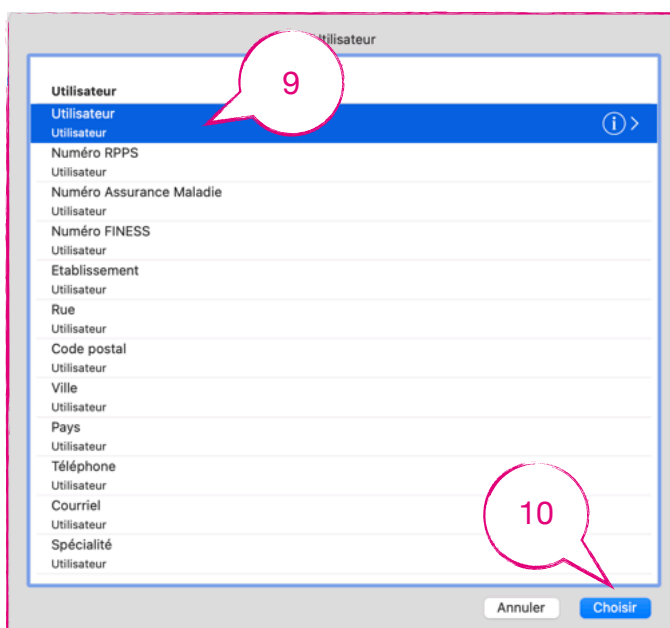 Utilisateur
9
Utilisateur
Utilisateur
Utilisateur
Numéro RPPS
Utilisateur
Numéro Assurance Maladie
Utilisateur
Numéro FINESS
Utilisateur
Etablissement
Utilisateur
Rue
Utilisateur
Code postal
Utilisateur
Ville
Utilisateur
Pays
Utilisateur
Téléphone
Utilisateur
Courriel
Utilisateur
10
Spécialité
Utilisateur
Annuler Choisir